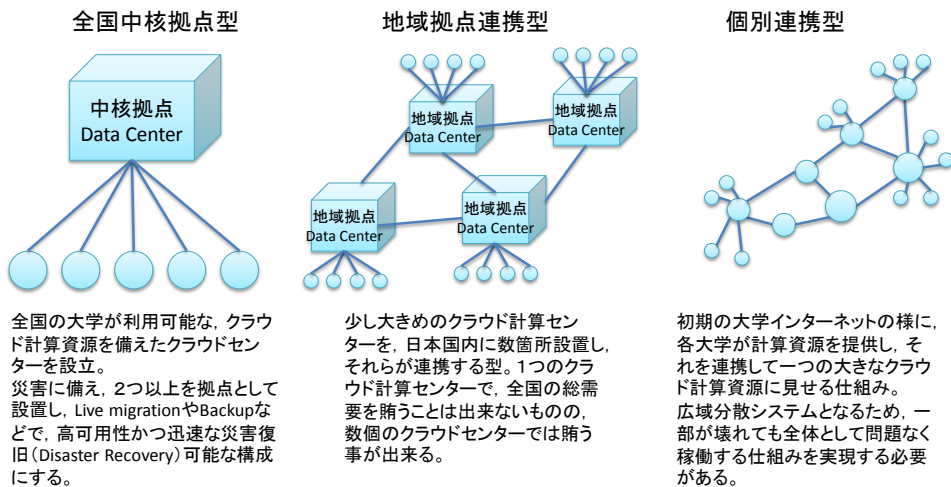 全国中核拠点型
中核拠点
Data Center
全国の大学が利用可能な, クラウ
ド計算資源を備えたクラウドセン
ターを設立。
災害に備え, ２つ以上を拠点として
設置し, Live migrationやBackupな
どで, 高可用性かつ迅速な災害復
旧（Disaster Recovery）可能な構成
にする。
地域拠点連携型
地域拠点
Data Center
地域拠点
Data Center
地域拠点
Data Center
地域拠点
Data Center
少し大きめのクラウド計算セン
ターを, 日本国内に数箇所設置し,
それらが連携する型。１つのクラ
ウド計算センターで, 全国の総需
要を賄うことは出来ないものの,
数個のクラウドセンターでは賄う
事が出来る。
個別連携型
初期の大学インターネットの様に,
各大学が計算資源を提供し, そ
れを連携して一つの大きなクラウ
ド計算資源に見せる仕組み。
広域分散システムとなるため, 一
部が壊れても全体として問題なく
稼働する仕組みを実現する必要
がある。